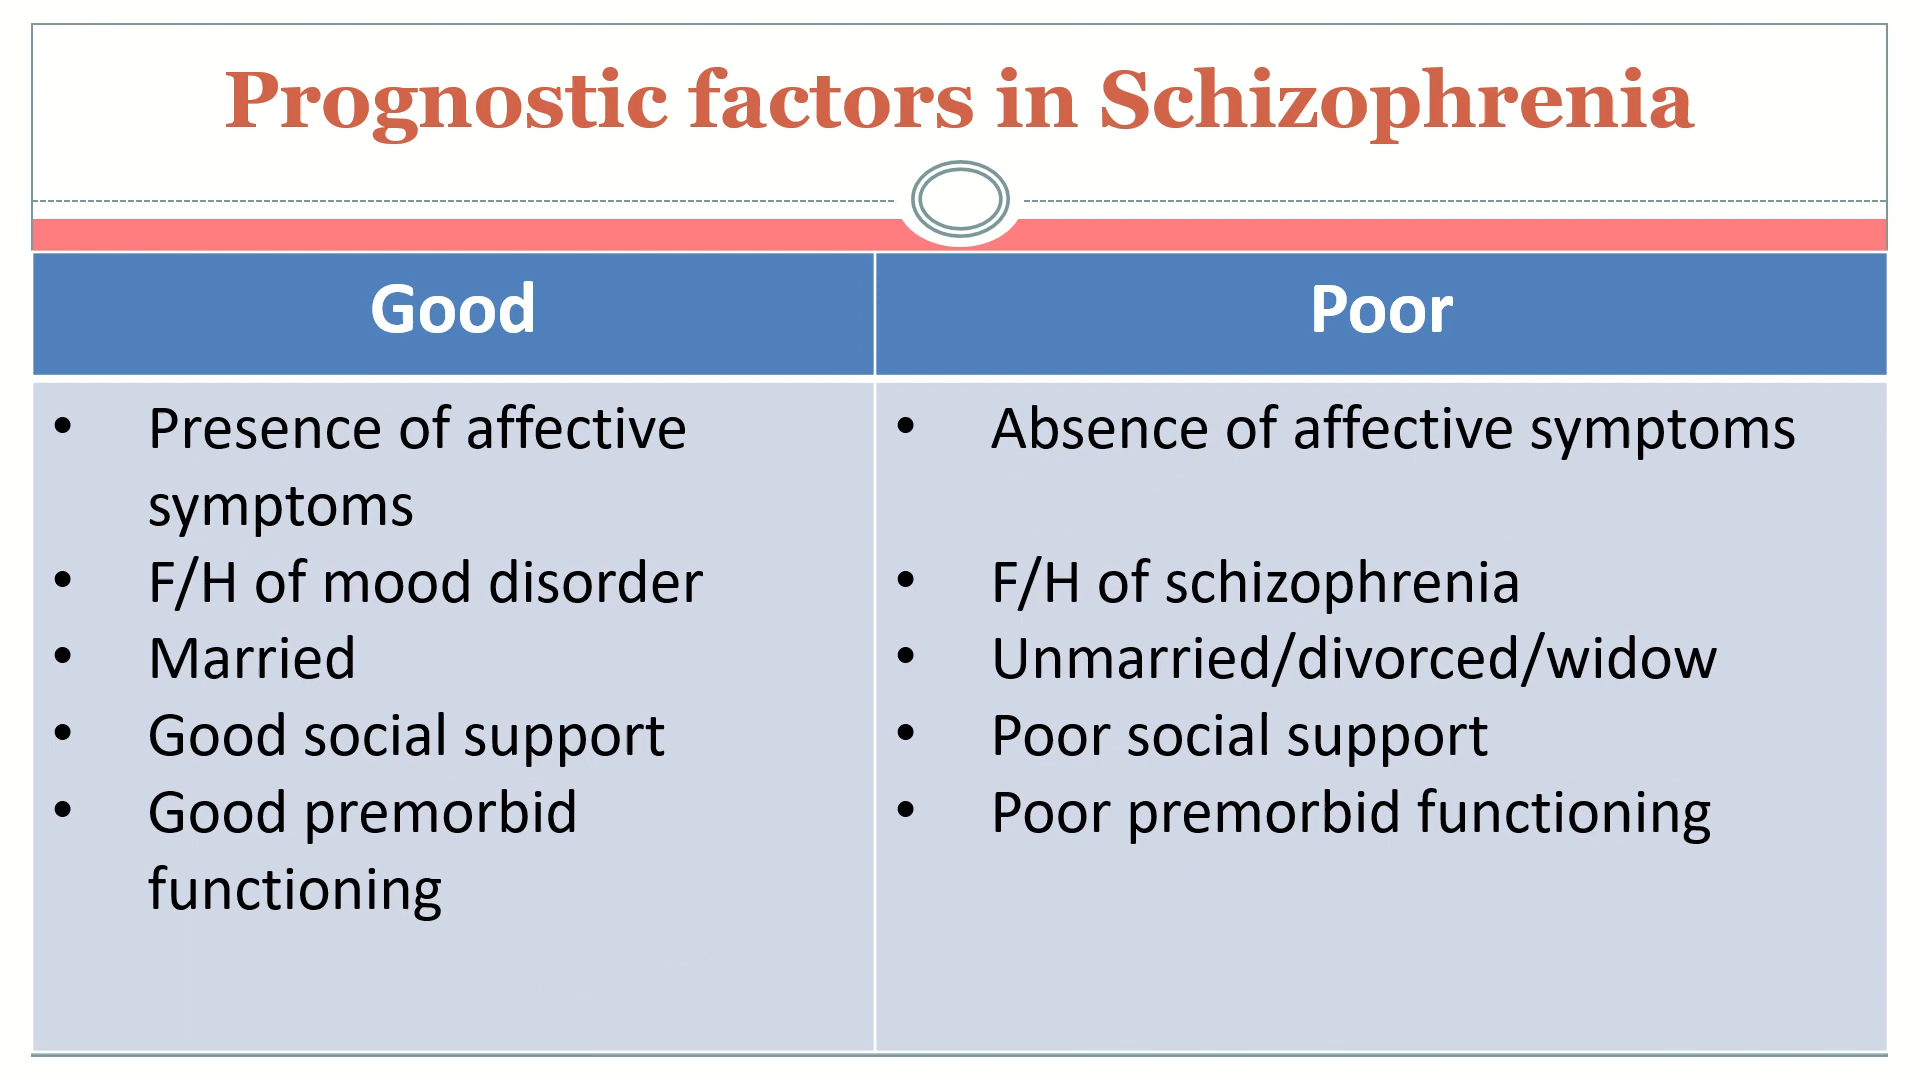 Prognostic factors in Schizophrenia
Good
Poor
• Presence of affective
symptoms
• F/H of mood disorder
• Married
• Good social support
• Good premorbid
functioning
• Absence of affective symptoms
• F/H of schizophrenia
• Unmarried/divorced/widow
• Poor social support
• Poor premorbid functioning